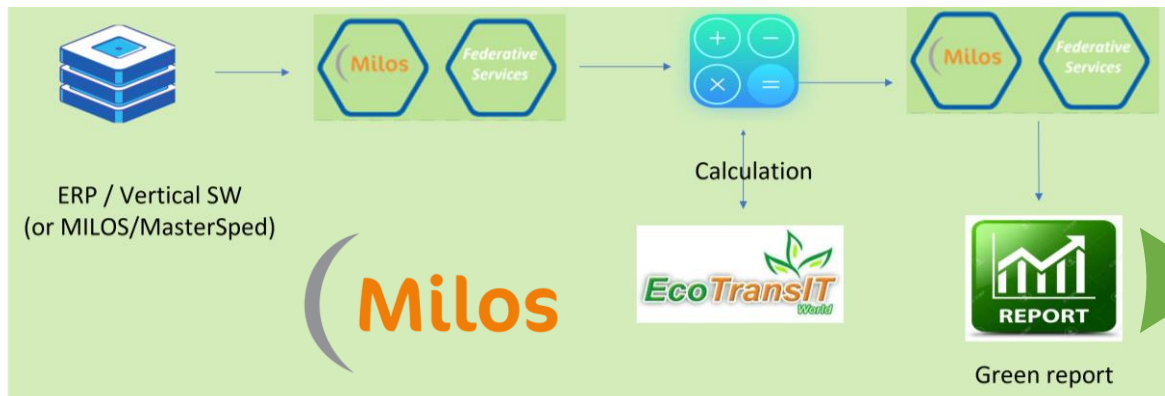 Milos
Federative
Services
+ −
× =
Milos
Federative
Services
ERP / Vertical SW
(or MILOS/MasterSped)
Calculation
Milos
EcoTransIT
World
REPORT
Green report